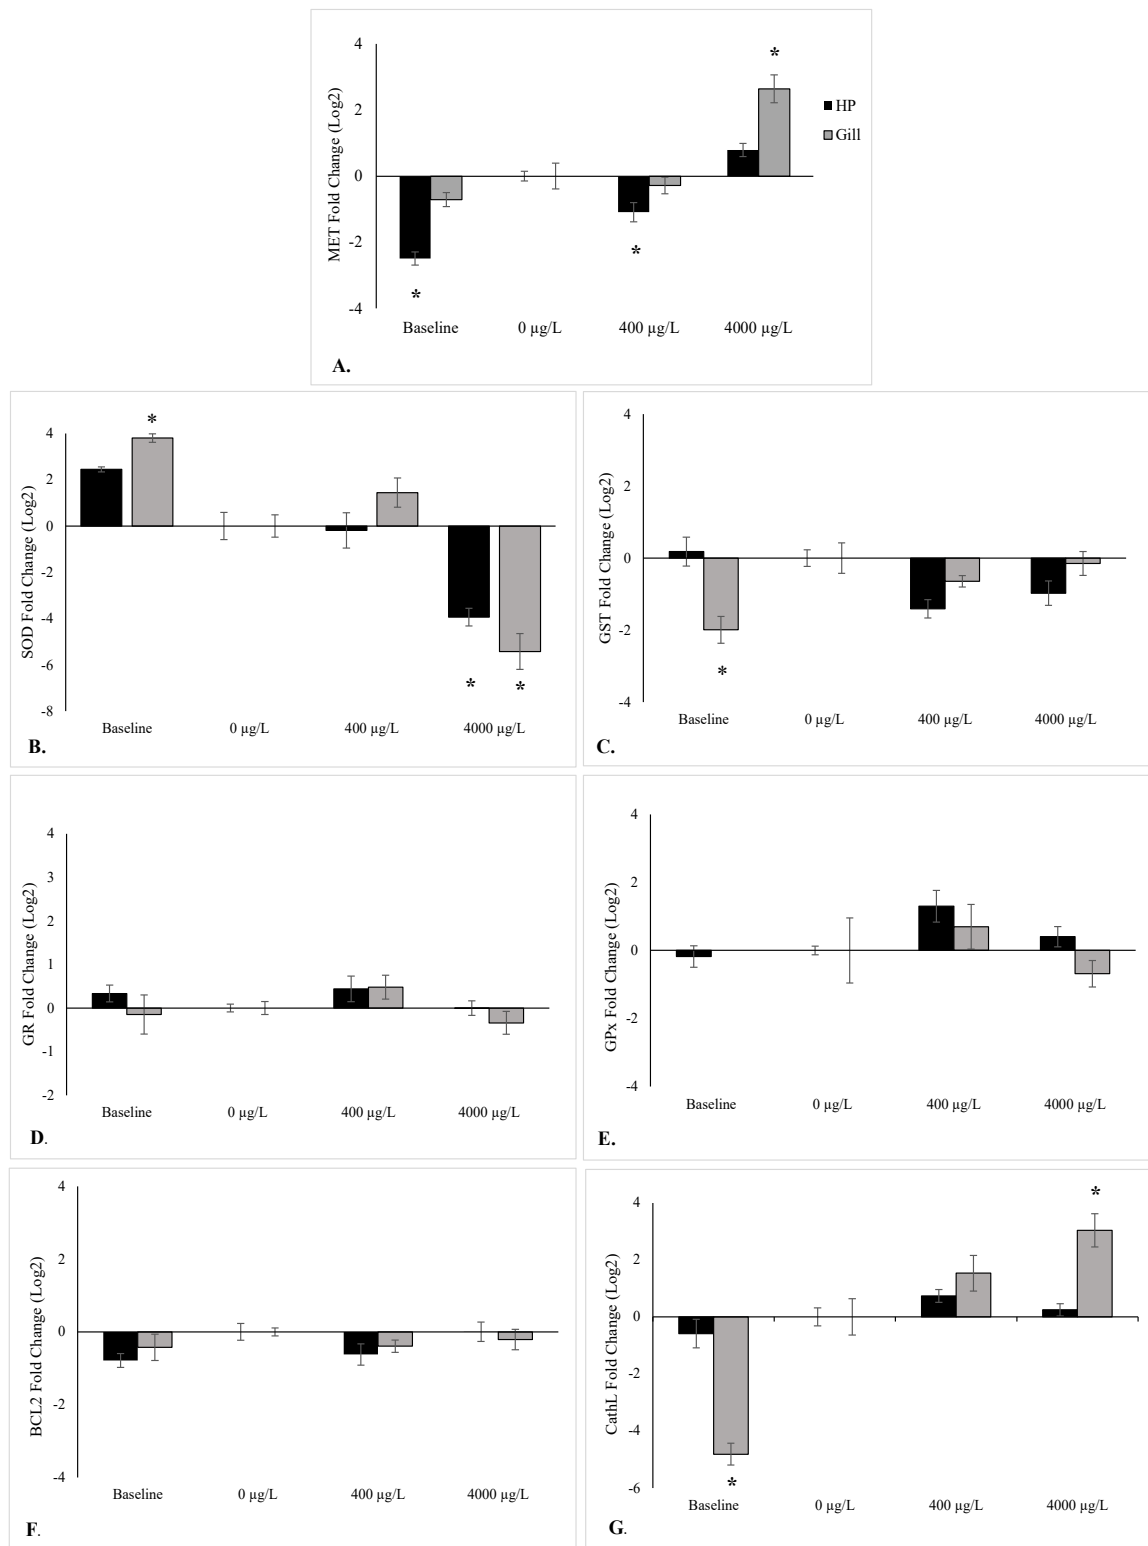 4
2
0
-2
-4
MET Fold Change (Log2)
*
*
*
HP
Gill
Baseline
0 µg/L
400 µg/L
4000 µg/L
A.
4
2
0
-2
-4
-6
-8
SOD Fold Change (Log2)
*
*
*
Baseline
0 µg/L
400 µg/L
4000 µg/L
B.
4
2
0
-2
-4
GST Fold Change (Log2)
*
Baseline
0 µg/L
400 µg/L
4000 µg/L
C.
4
3
2
1
0
-1
-2
GR Fold Change (Log2)
Baseline
0 µg/L
400 µg/L
4000 µg/L
D.
4
2
0
-2
-4
GPx Fold Change (Log2)
Baseline
0 µg/L
400 µg/L
4000 µg/L
E.
4
2
0
-2
-4
BCL2 Fold Change (Log2)
Baseline
0 µg/L
400 µg/L
4000 µg/L
F.
4
2
0
-2
-4
-6
CathL Fold Change (Log2)
*
*
Baseline
0 µg/L
400 µg/L
4000 µg/L
G.